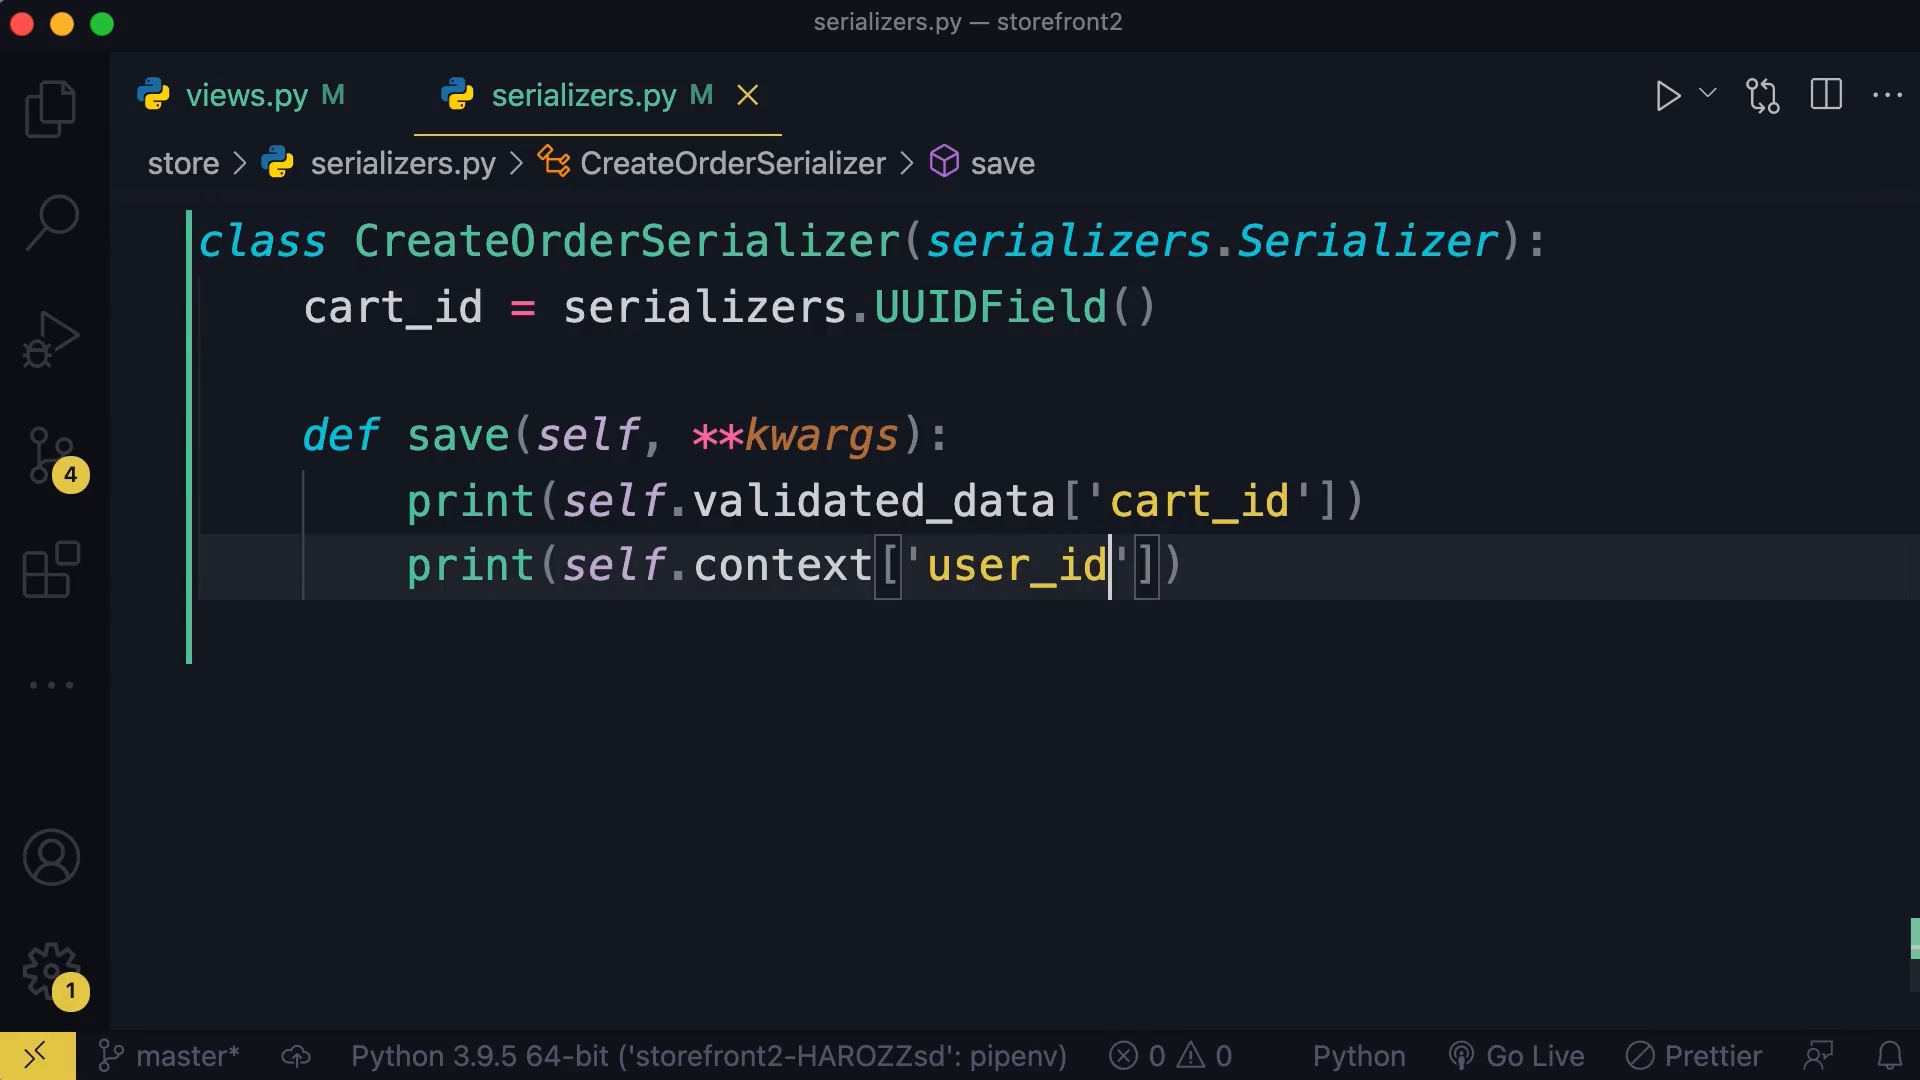 serializers.py — storefront2
views.py M serializers.py M
store > serializers.py > CreateOrderSerializer > save
class CreateOrderSerializer(serializers.Serializer):
cart_id = serializers.UUIDField()
def save(self, **kwargs):
print(self.validated_data['cart_id'])
print(self.context['user_id'])
4
1
master* Python 3.9.5 64-bit ('storefront2-HAROZZsd': pipenv) 0 0 Python Go Live Prettier